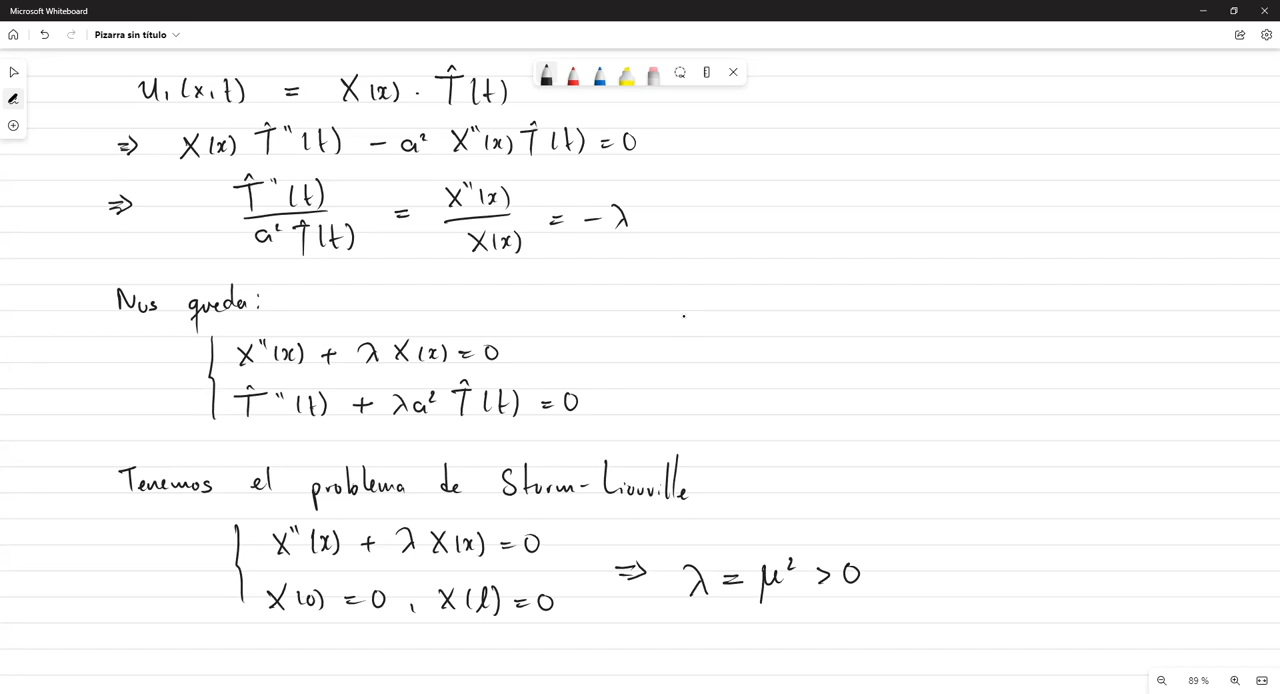 Microsoft Whiteboard
Pizarra sin título
u₁(x,t) = X(x) · T̂(t)
⇒ X(x) T̂''(t) - a² X''(x) T̂(t) = 0
⇒ T̂''(t) / a² T̂(t) = X''(x) / X(x) = -λ
Nos queda:
X''(x) + λ X(x) = 0
T̂''(t) + λa² T̂(t) = 0
Tenemos el problema de Sturm-Liouville
X''(x) + λ X(x) = 0
X(0) = 0, X(l) = 0 ⇒ λ = μ² > 0
89 %